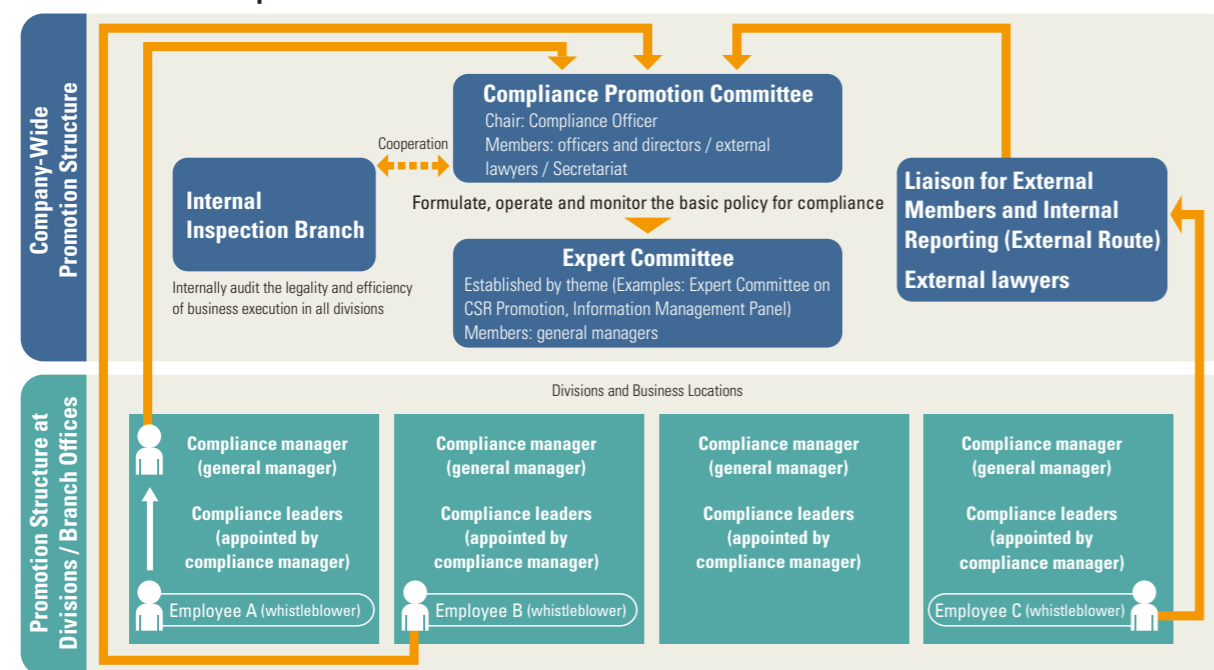 Company-Wide
Promotion Structure
Compliance Promotion Committee
Chair: Compliance Officer
Members: officers and directors / external
lawyers / Secretariat
Cooperation
Internal
Inspection Branch
Internally audit the legality and efficiency
of business execution in all divisions
Formulate, operate and monitor the basic policy for compliance
Expert Committee
Established by theme (Examples: Expert Committee on
CSR Promotion, Information Management Panel)
Members: general managers
Liaison for External
Members and Internal
Reporting (External Route)
External lawyers
Promotion Structure at
Divisions / Branch Offices
Divisions and Business Locations
Compliance manager
(general manager)
Compliance leaders
(appointed by
compliance manager)
Employee A (whistleblower)
Compliance manager
(general manager)
Compliance leaders
(appointed by
compliance manager)
Employee B (whistleblower)
Compliance manager
(general manager)
Compliance leaders
(appointed by
compliance manager)
Compliance manager
(general manager)
Compliance leaders
(appointed by
compliance manager)
Employee C (whistleblower)